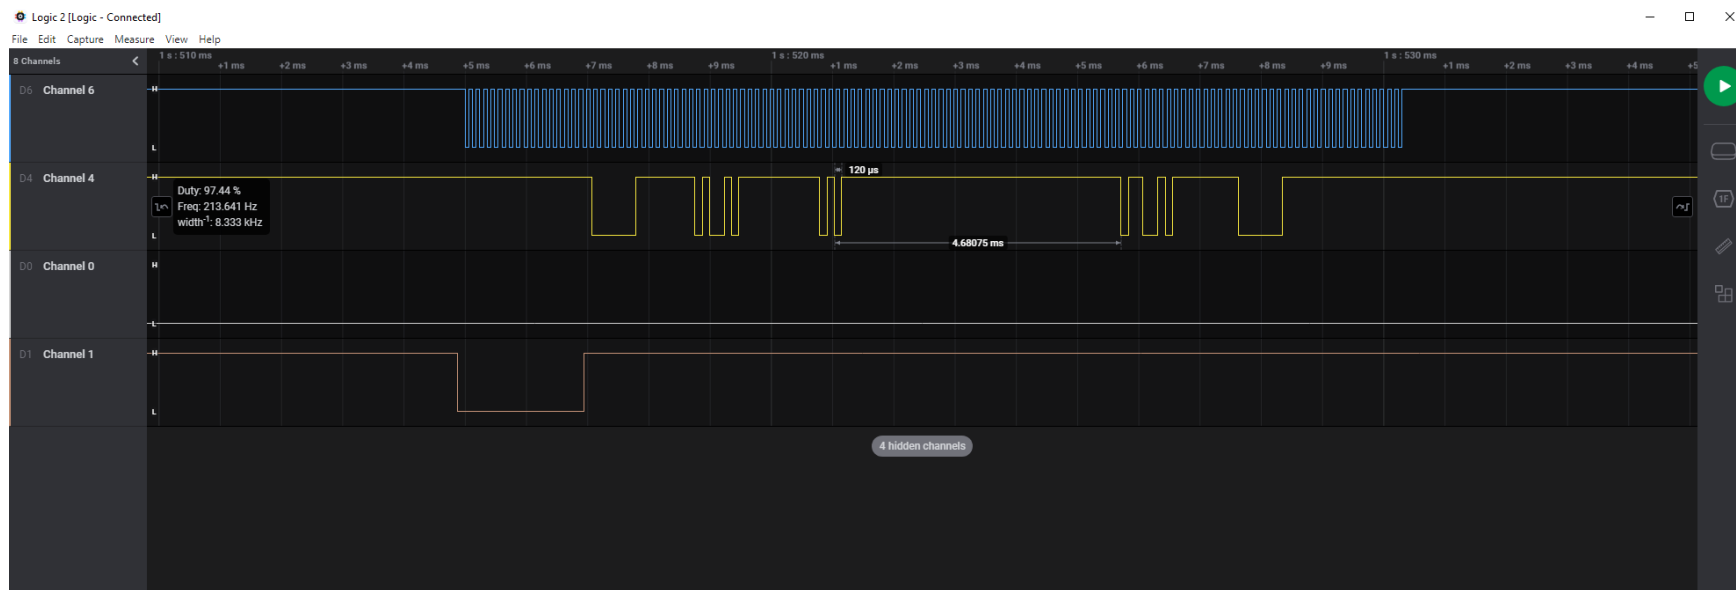 Logic 2 [Logic - Connected]
File Edit Capture Measure View Help
8 Channels
1 s : 510 ms 1 s : 520 ms 1 s : 530 ms
+1 ms +2 ms +3 ms +4 ms +5 ms +6 ms +7 ms +8 ms +9 ms +1 ms +2 ms +3 ms +4 ms +5 ms +6 ms +7 ms +8 ms +9 ms +1 ms +2 ms +3 ms +4 ms +5
D6 Channel 6
H
L
D4 Channel 4
H
120 µs
Duty: 97.44 %
Freq: 213.641 Hz
width-1: 8.333 kHz
1F
L
4.68075 ms
D0 Channel 0
H
L
D1 Channel 1
H
L
4 hidden channels